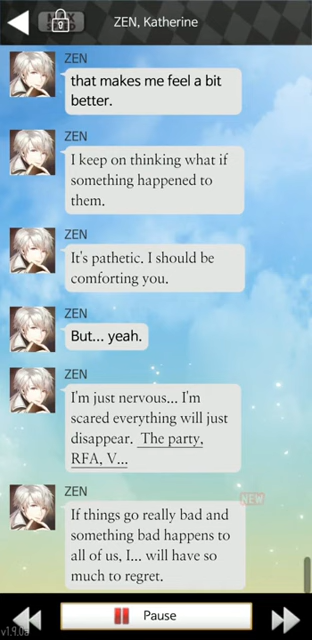 ZEN, Katherine
ZEN
that makes me feel a bit
better.
ZEN
I keep on thinking what if
something happened to
them.
ZEN
It's pathetic. I should be
comforting you.
ZEN
But... yeah.
ZEN
I'm just nervous... I'm
scared everything will just
disappear. The party,
RFA, V...
NEW
ZEN
If things go really bad and
something bad happens to
all of us, I... will have so
much to regret.
Pause